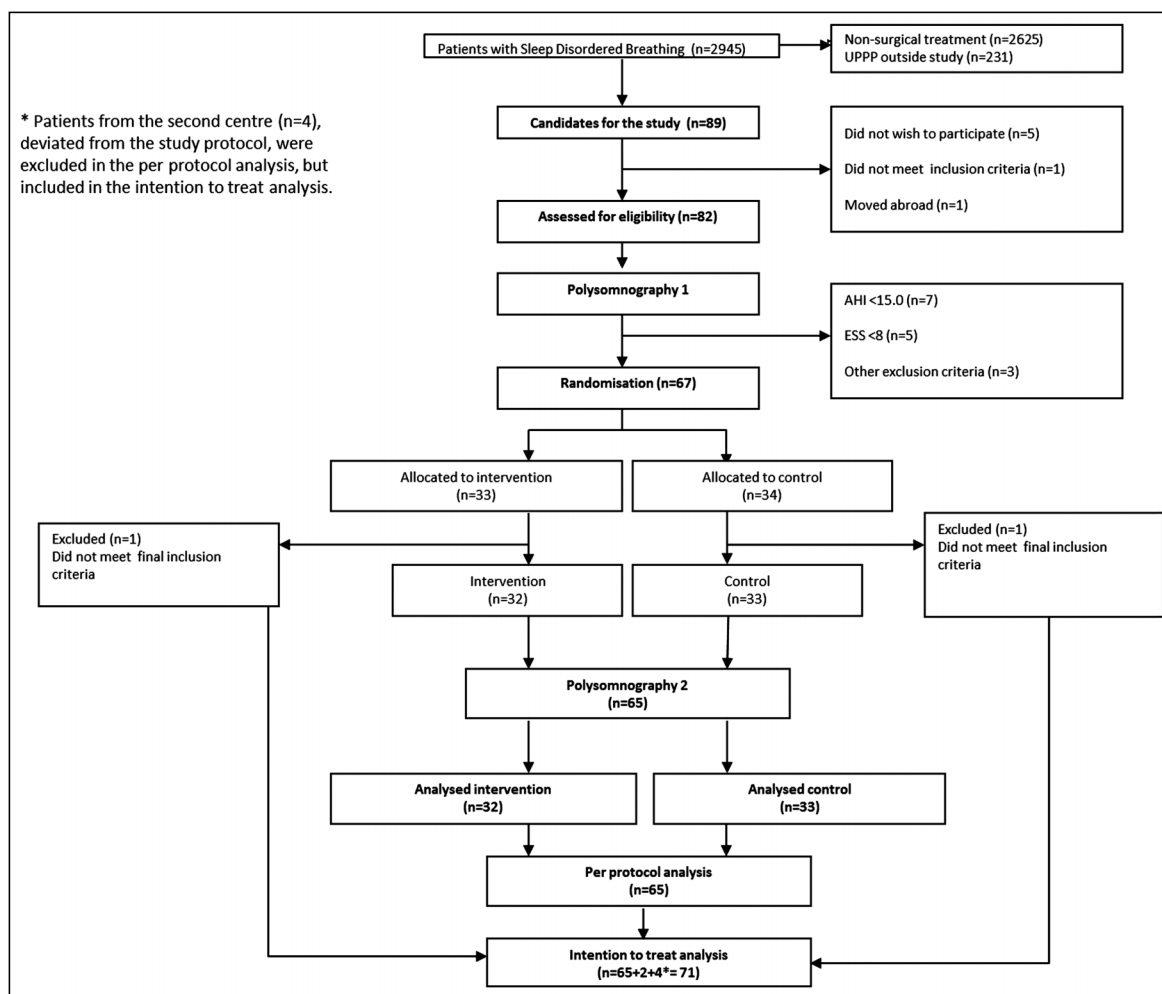 Patients with Sleep Disordered Breathing (n=2945)
Non-surgical treatment (n=2625)
UPPP outside study (n=231)
* Patients from the second centre (n=4),
deviated from the study protocol, were
excluded in the per protocol analysis, but
included in the intention to treat analysis.
Candidates for the study (n=89)
Did not wish to participate (n=5)
Did not meet inclusion criteria (n=1)
Moved abroad (n=1)
Assessed for eligibility (n=82)
Polysomnography 1
AHI <15.0 (n=7)
ESS <8 (n=5)
Other exclusion criteria (n=3)
Randomisation (n=67)
Allocated to intervention
(n=33)
Allocated to control
(n=34)
Excluded (n=1)
Did not meet final inclusion
criteria
Excluded (n=1)
Did not meet final inclusion
criteria
Intervention
(n=32)
Control
(n=33)
Polysomnography 2
(n=65)
Analysed intervention
(n=32)
Analysed control
(n=33)
Per protocol analysis
(n=65)
Intention to treat analysis
(n=65+2+4*= 71)